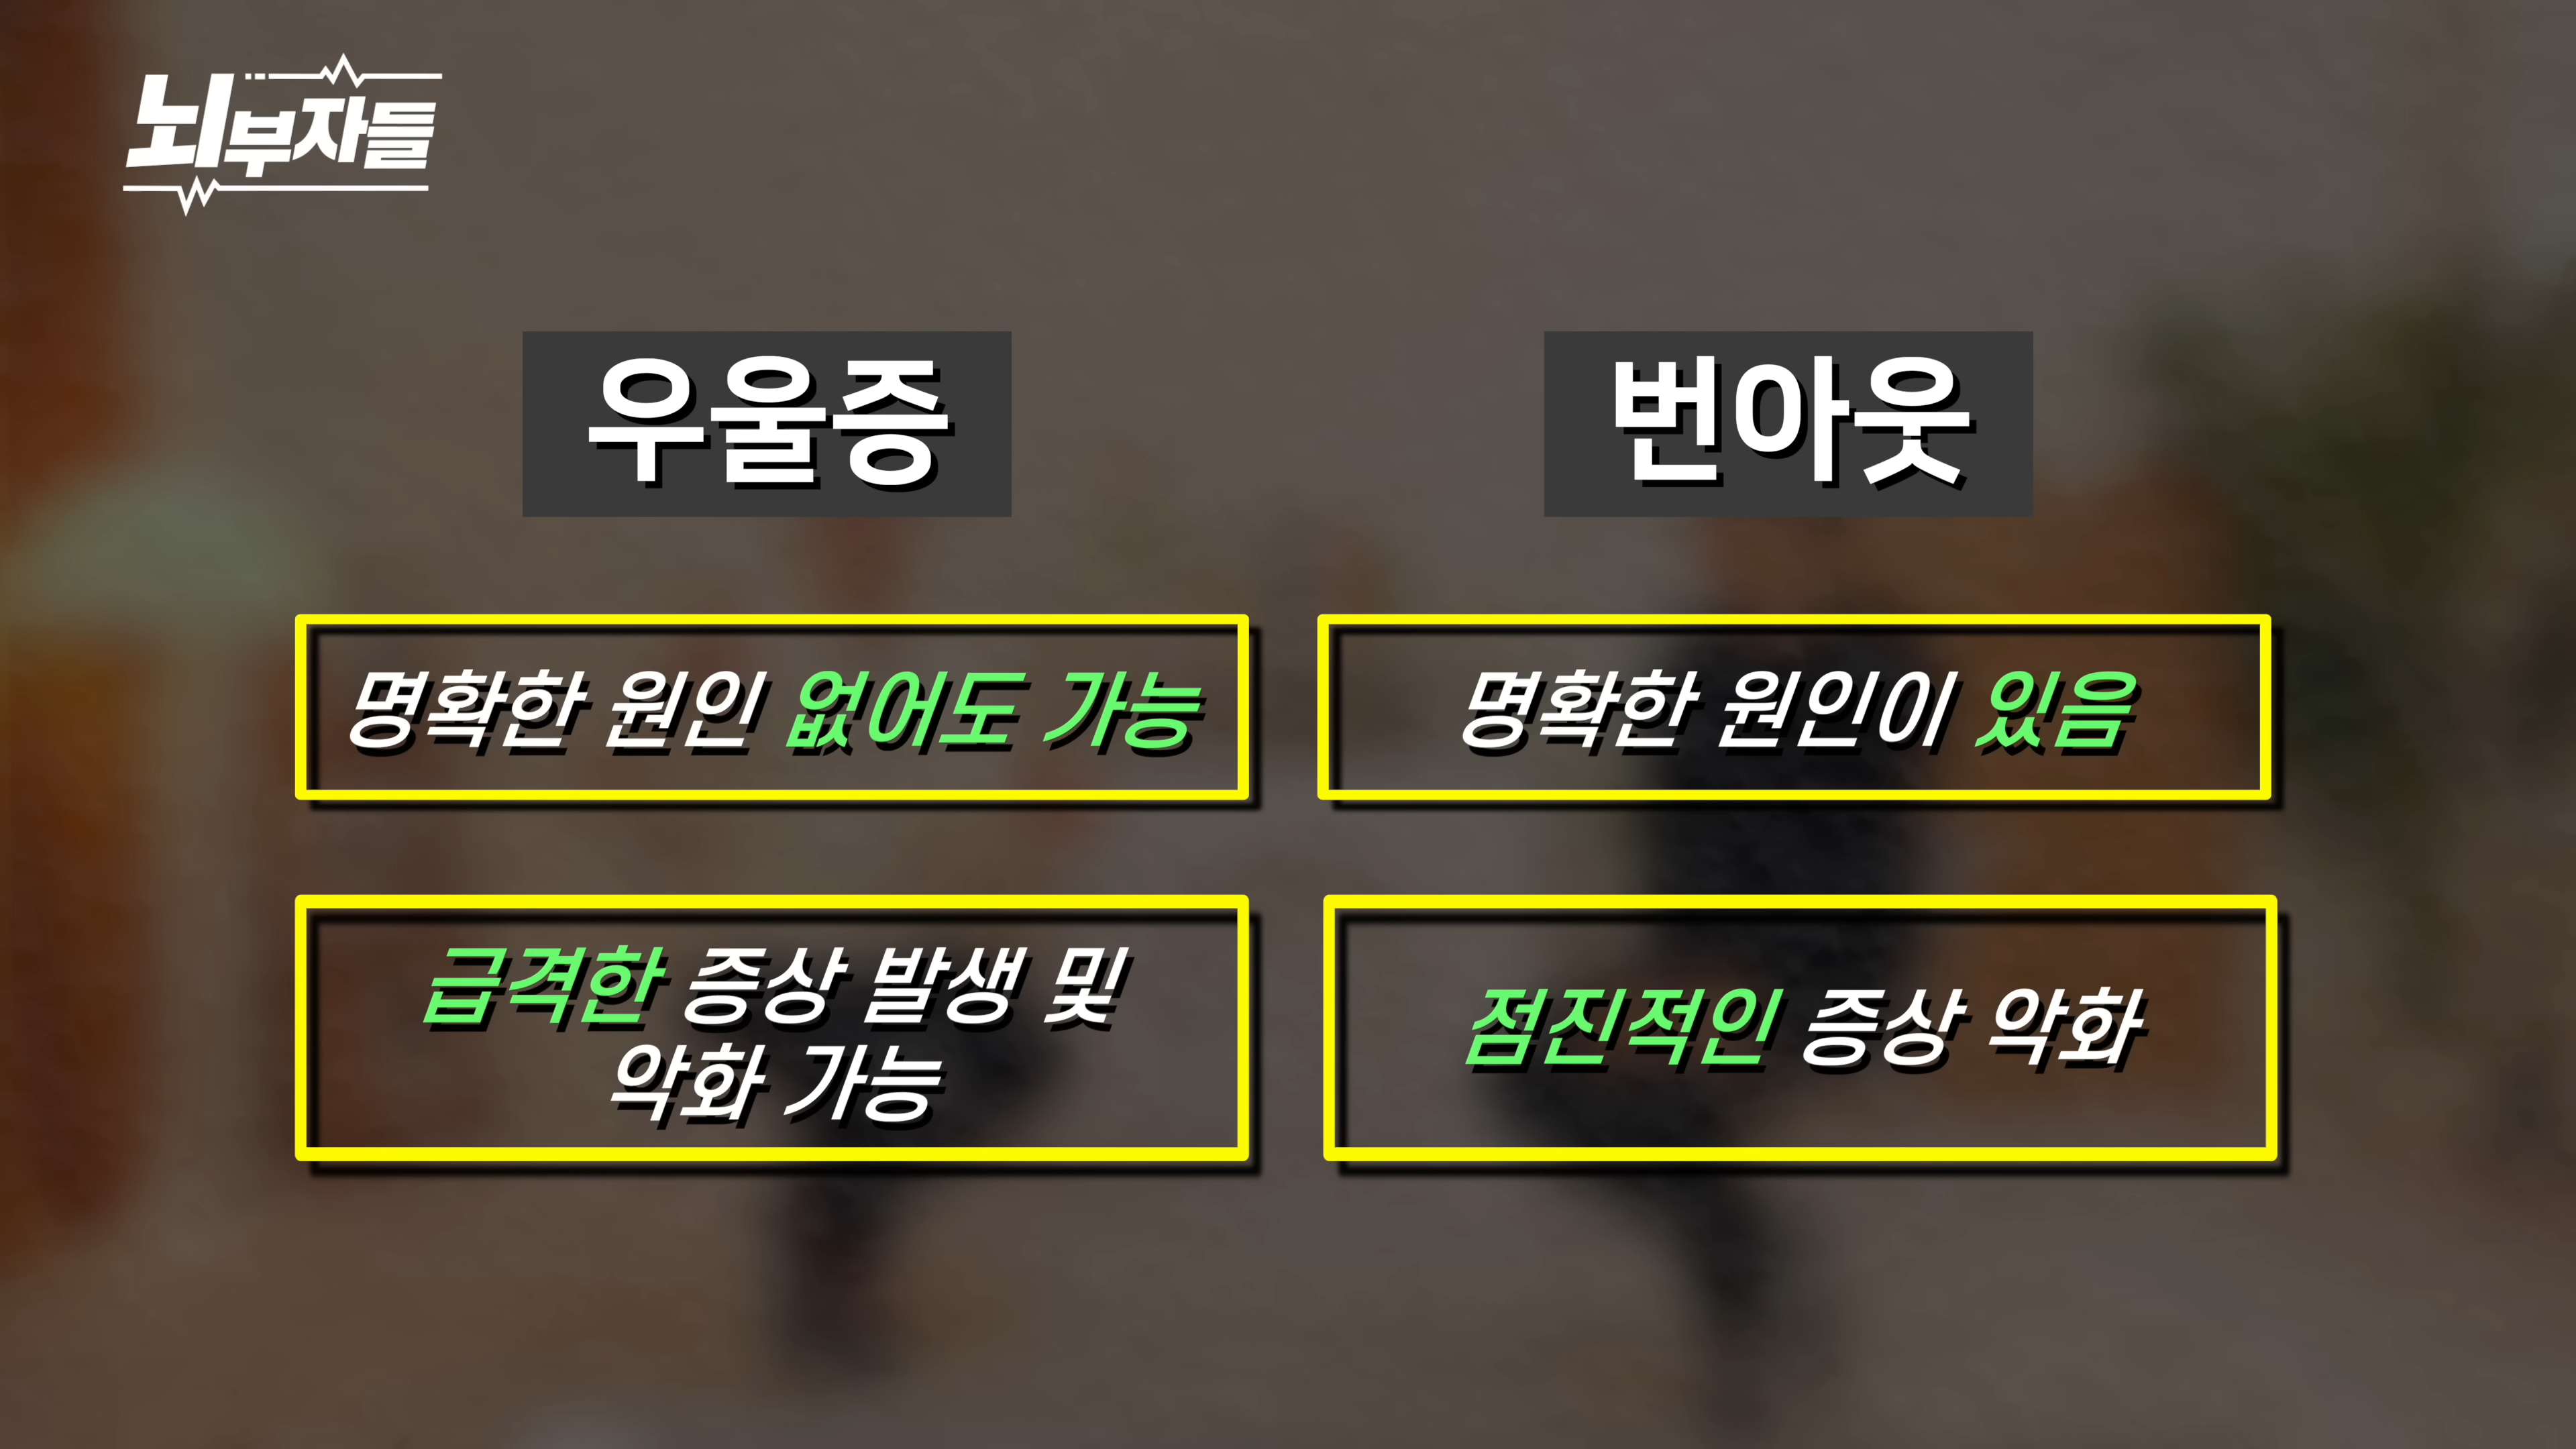 뇌부자들
우울증
번아웃
명확한 원인 없어도 가능
명확한 원인이 있음
급격한 증상 발생 및
악화 가능
점진적인 증상 악화